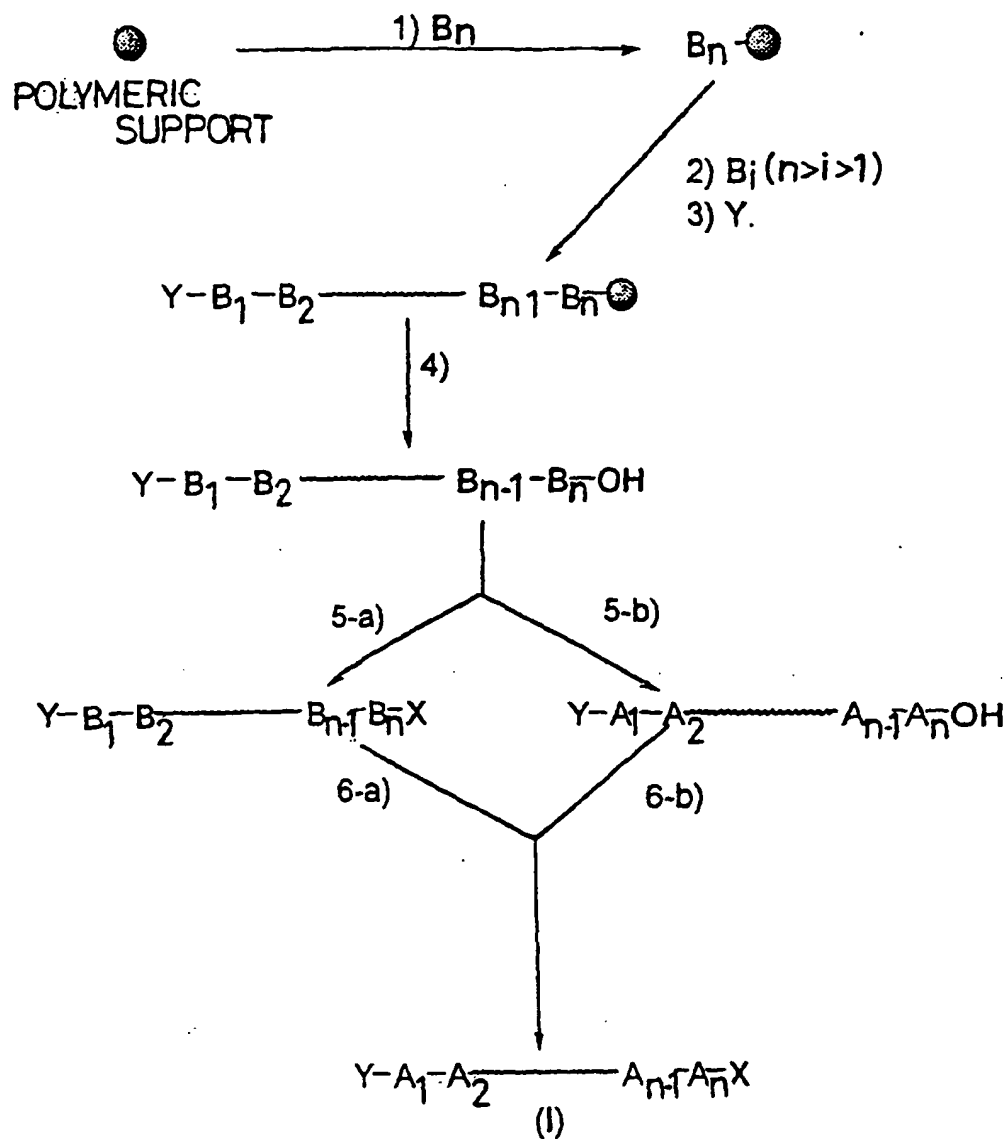 1) Bn
Bn
POLYMERIC
SUPPORT
2) Bi (n>i>1)
3) Y.
Y-B1-B2 Bn 1-Bn-
4)
Y-B1-B2 Bn-1-Bn-OH
5-a) 5-b)
Y-B1-B2 Bn-1-Bn-X Y-A1-A2 An-1-An-OH
6-a) 6-b)
Y-A1-A2 An-1-An-X
(I)